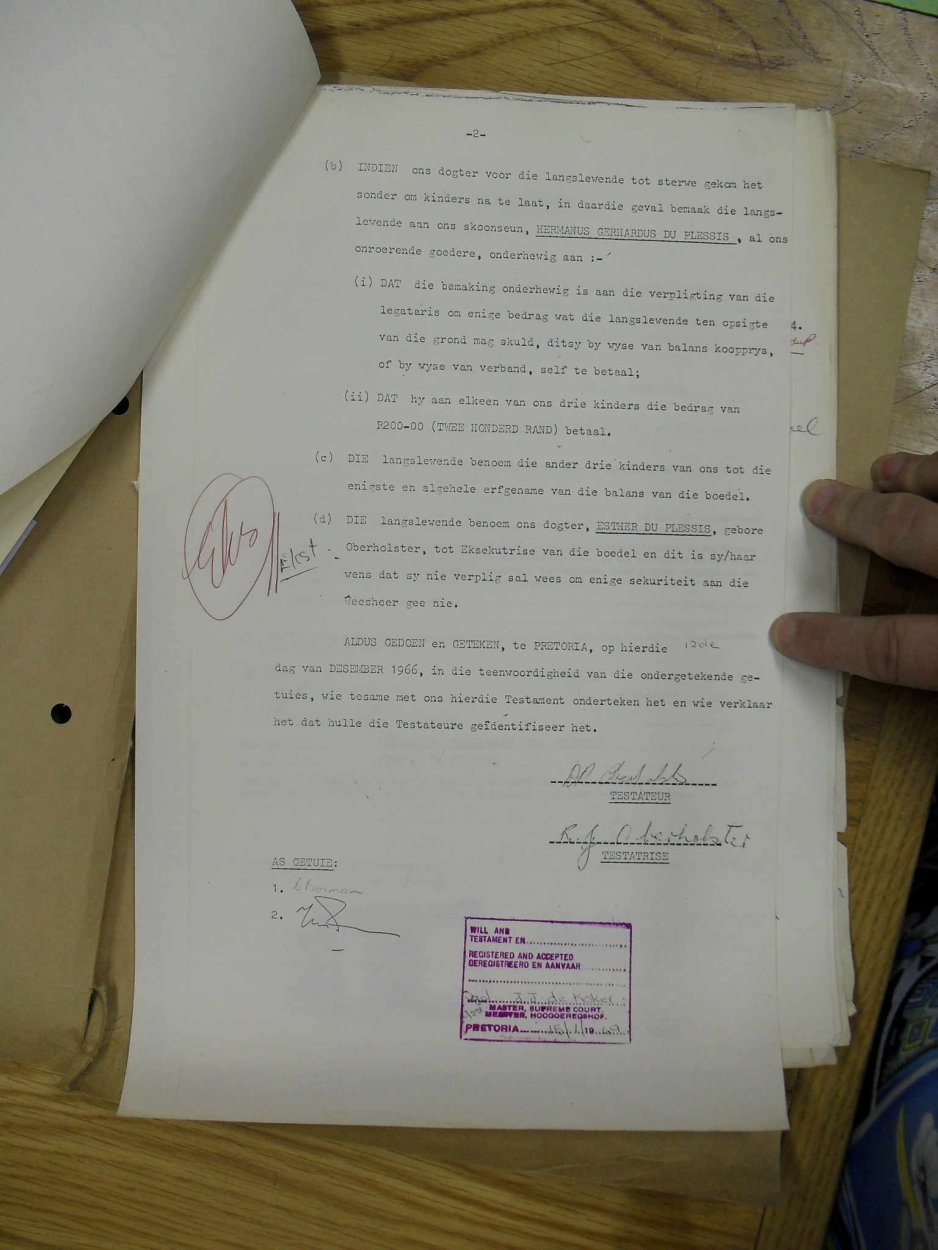 -2-
(b) INDIEN ons dogter voor die langslewende tot sterwe gekom het
sonder om kinders na te laat, in daardie geval bemaak die langs-
lewende aan ons skoonseun, HERMANUS GERHARDUS DU PLESSIS, al ons
onroerende goedere, onderhewig aan :-
(i) DAT die bemaking onderhewig is aan die verpligting van die
legataris om enige bedrag wat die langslewende ten opsigte
van die grond mag skuld, ditsy by wyse van balans koopprys,
of by wyse van verband, self te betaal;
(ii) DAT hy aan elkeen van ons drie kinders die bedrag van
R200-00 (TWEE HONDERD RAND) betaal.
(c) DIE langslewende benoem die ander drie kinders van ons tot die
enigste en algehele erfgename van die balans van die boedel.
(d) DIE langslewende benoem ons dogter, ESTHER DU PLESSIS, gebore
Oberholster, tot Eksekutrise van die boedel en dit is sy/haar
wens dat sy nie verplig sal wees om enige sekuriteit aan die
Weesheer gee nie.
ALDUS GEDOEN en GETEKEN, te PRETORIA, op hierdie 12de
dag van DESEMBER 1966, in die teenwoordigheid van die ondergetekende ge-
tuies, wie tesame met ons hierdie Testament onderteken het en wie verklaar
het dat hulle die Testateure geïdentifiseer het.
TESTATEUR
R.J. Oberholster
TESTATRISE
AS GETUIE:
1.
2.
WILL ANS
TESTAMENT EN
REGISTERED AND ACCEPTED
GEREGISTREERD EN AANVAAR
J.J. de Koker
MASTER, SUPREME COURT.
MEESTER, HOOGGEREGSHOF.
PRETORIA 19
4.